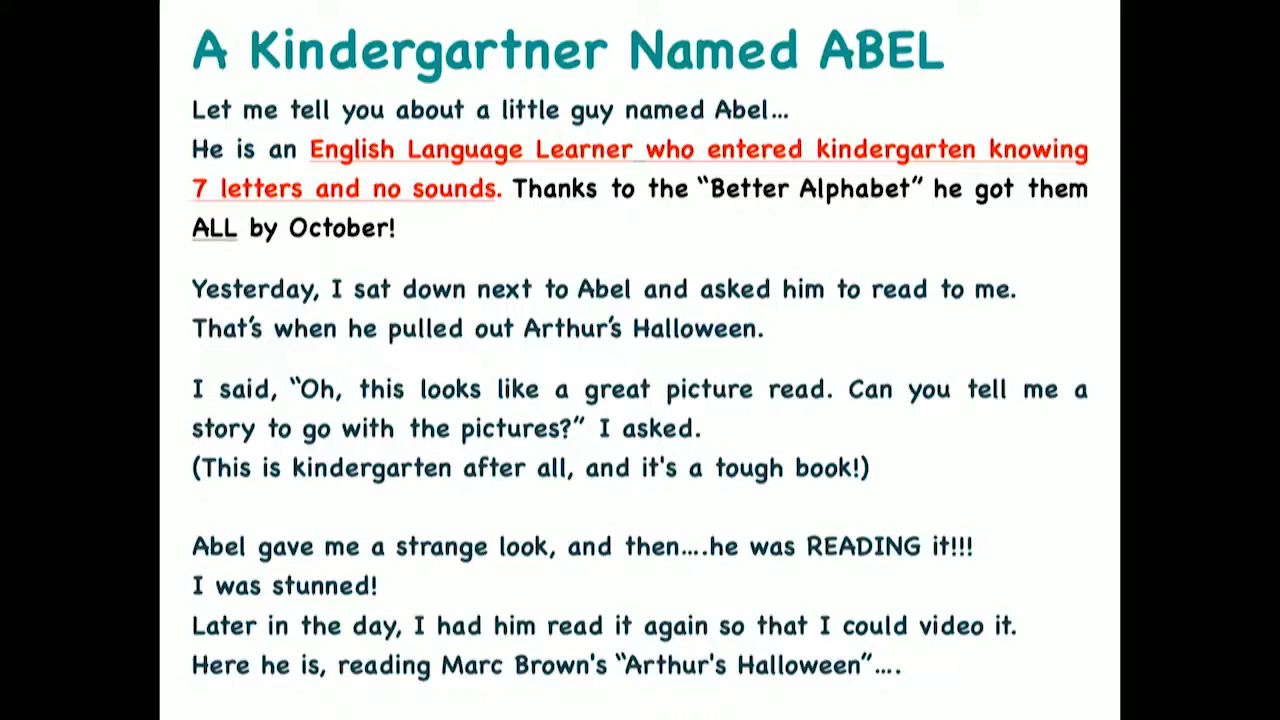 A Kindergartner Named ABEL
Let me tell you about a little guy named Abel...
He is an English Language Learner who entered kindergarten knowing
7 letters and no sounds. Thanks to the “Better Alphabet” he got them
ALL by October!
Yesterday, I sat down next to Abel and asked him to read to me.
That’s when he pulled out Arthur’s Halloween.
I said, “Oh, this looks like a great picture read. Can you tell me a
story to go with the pictures?” I asked.
(This is kindergarten after all, and it's a tough book!)
Abel gave me a strange look, and then....he was READING it!!!
I was stunned!
Later in the day, I had him read it again so that I could video it.
Here he is, reading Marc Brown's “Arthur's Halloween”....